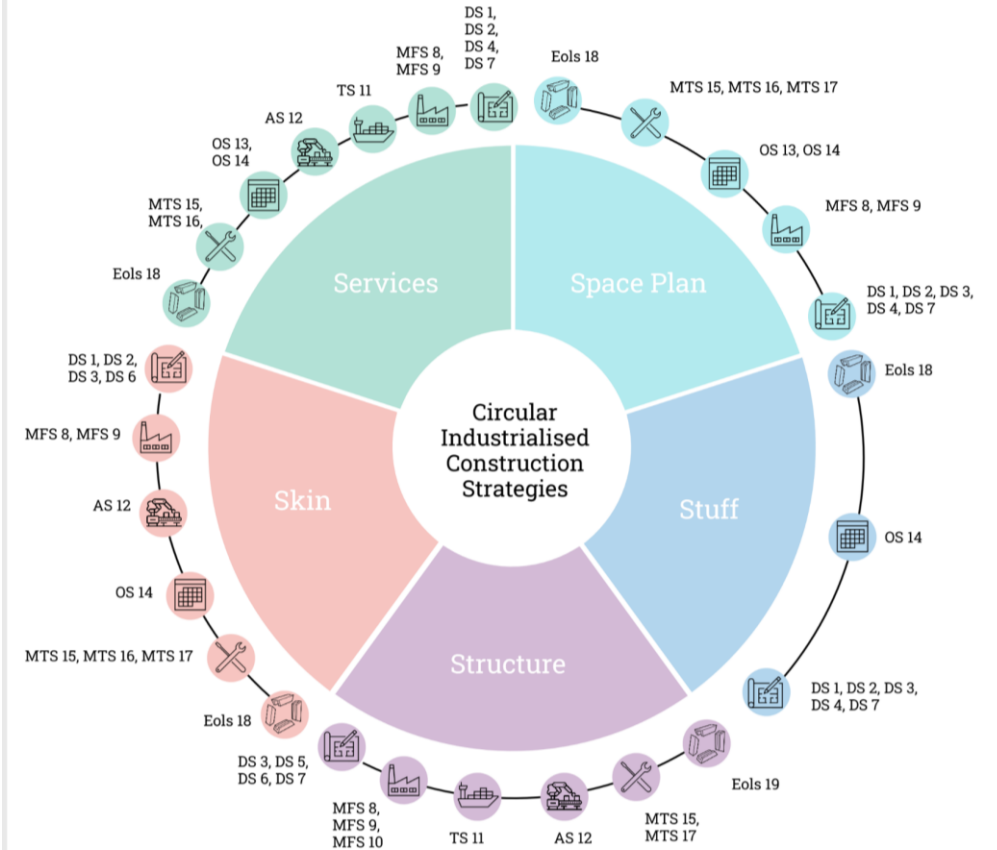 DS 1,
DS 2,
DS 4,
DS 7
MFS 8,
MFS 9
TS 11
AS 12
OS 13,
OS 14
MTS 15,
MTS 16,
Eols 18
Eols 18
MTS 15, MTS 16, MTS 17
OS 13, OS 14
MFS 8, MFS 9
DS 1, DS 2, DS 3,
DS 4, DS 7
Services
Space Plan
DS 1, DS 2,
DS 3, DS 6
MFS 8, MFS 9
AS 12
OS 14
MTS 15, MTS 16, MTS 17
Eols 18
Skin
Circular
Industrialised
Construction
Strategies
Stuff
Eols 18
OS 14
DS 1, DS 2, DS 3,
DS 4, DS 7
Structure
DS 3, DS 5,
DS 6, DS 7
MFS 8,
MFS 9,
MFS 10
TS 11
AS 12
MTS 15,
MTS 17
Eols 19